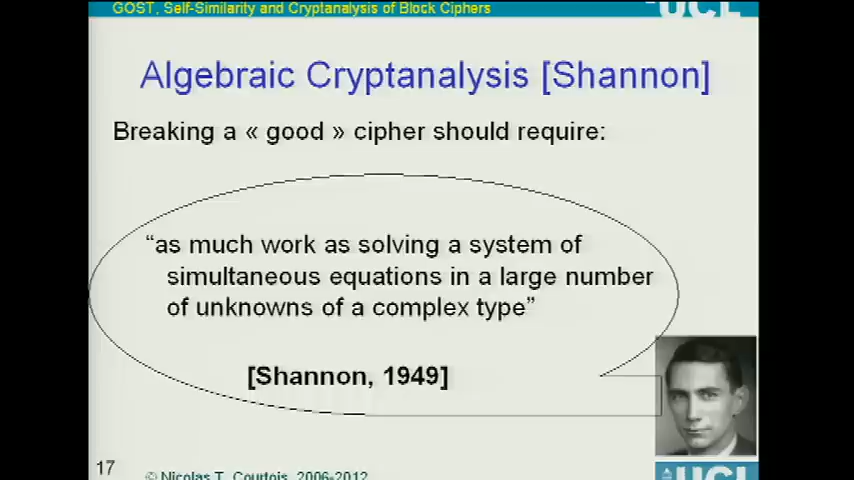 GOST, Self-Similarity and Cryptanalysis of Block Ciphers
UCL
Algebraic Cryptanalysis [Shannon]
Breaking a « good » cipher should require:
“as much work as solving a system of
simultaneous equations in a large number
of unknowns of a complex type”
[Shannon, 1949]
17
© Nicolas T. Courtois, 2006-2012
UCL